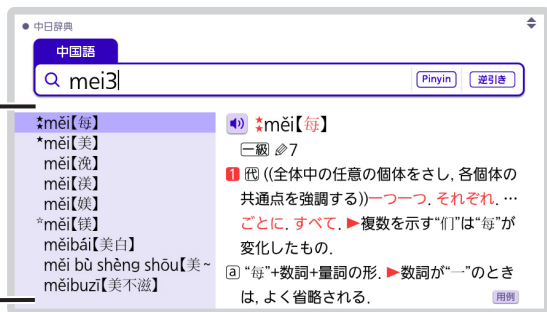 中日辞典
中国語
mei3
Pinyin
逆引き
měi【每】
*měi【美】
měi【浼】
měi【渼】
měi【媄】
☆měi【镁】
měibái【美白】
měi bù shèng shōu【美~
měibuzī【美不滋】
měi【每】
一級 7
1 代 ((全体中の任意の個体をさし, 各個体の
共通点を強調する))一つ一つ. それぞれ. …
ごとに. すべて. ▶複数を示す“们”は“每”が
変化したもの.
a “每”+数詞+量詞の形. ▶数詞が“一”のとき
は, よく省略される.
用例